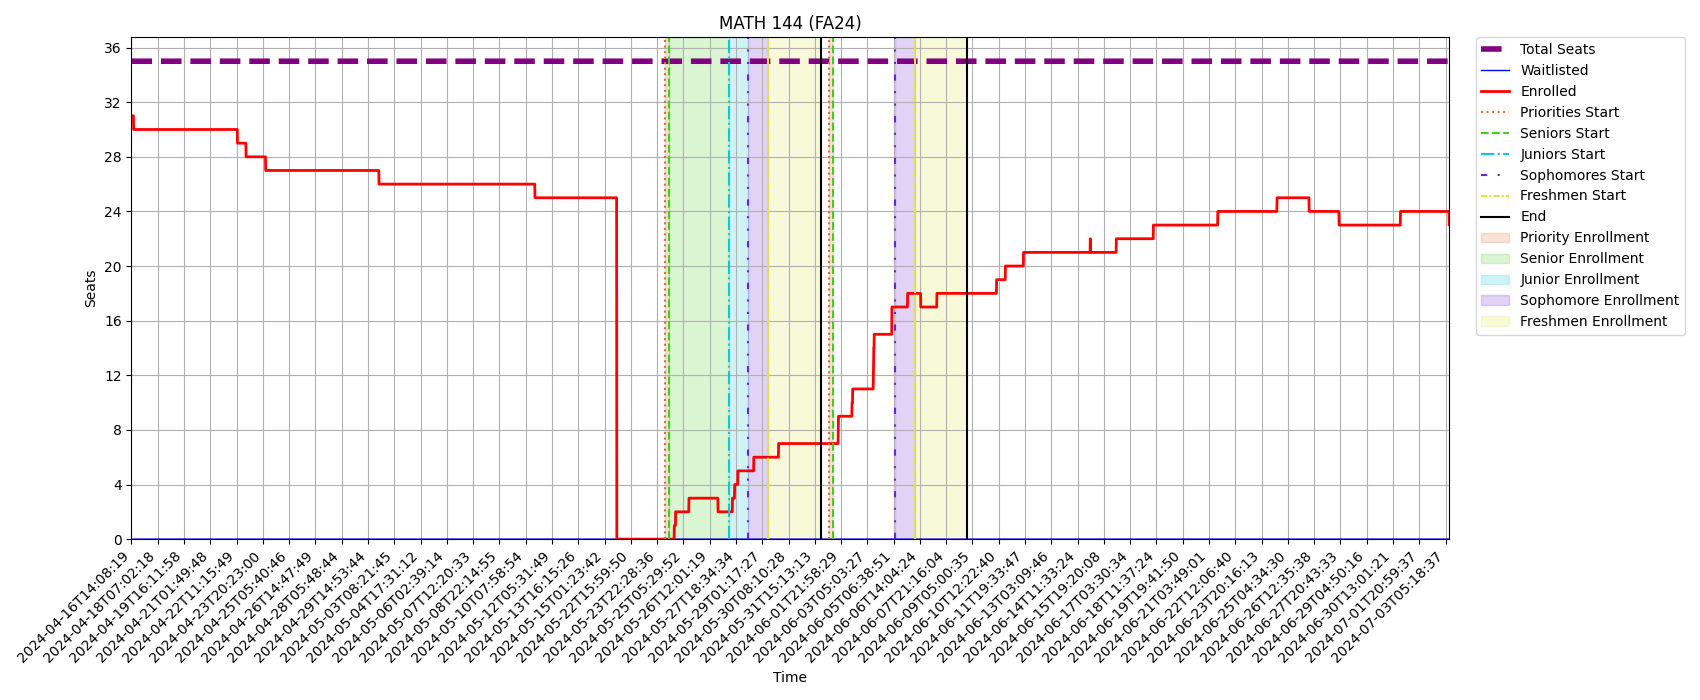 MATH 144 (FA24)
36
32
28
24
20
16
12
8
4
0
Seats
2024-04-16T14:08:19
2024-04-18T07:02:18
2024-04-19T16:11:58
2024-04-21T01:49:48
2024-04-22T11:15:49
2024-04-23T20:23:00
2024-04-25T05:40:46
2024-04-26T14:47:49
2024-04-28T05:48:44
2024-04-29T14:53:44
2024-05-03T08:21:45
2024-05-04T17:31:12
2024-05-06T02:39:14
2024-05-07T12:20:33
2024-05-08T22:14:55
2024-05-10T07:58:54
2024-05-12T05:31:49
2024-05-13T16:15:26
2024-05-15T01:23:42
2024-05-22T15:59:50
2024-05-23T22:28:36
2024-05-25T05:29:52
2024-05-26T12:01:19
2024-05-27T18:34:34
2024-05-29T01:17:27
2024-05-30T08:10:28
2024-05-31T15:13:13
2024-06-01T21:58:29
2024-06-03T05:03:27
2024-06-05T06:38:51
2024-06-06T14:04:24
2024-06-07T21:16:04
2024-06-09T05:00:35
2024-06-10T12:22:40
2024-06-11T19:33:47
2024-06-13T03:09:46
2024-06-14T11:33:24
2024-06-15T19:20:08
2024-06-17T03:30:34
2024-06-18T11:37:24
2024-06-19T19:41:50
2024-06-21T03:49:01
2024-06-22T12:06:40
2024-06-23T20:16:13
2024-06-25T04:34:30
2024-06-26T12:35:38
2024-06-27T20:43:33
2024-06-29T04:50:16
2024-06-30T13:01:21
2024-07-01T20:59:37
2024-07-03T05:18:37
Time
Total Seats
Waitlisted
Enrolled
Priorities Start
Seniors Start
Juniors Start
Sophomores Start
Freshmen Start
End
Priority Enrollment
Senior Enrollment
Junior Enrollment
Sophomore Enrollment
Freshmen Enrollment